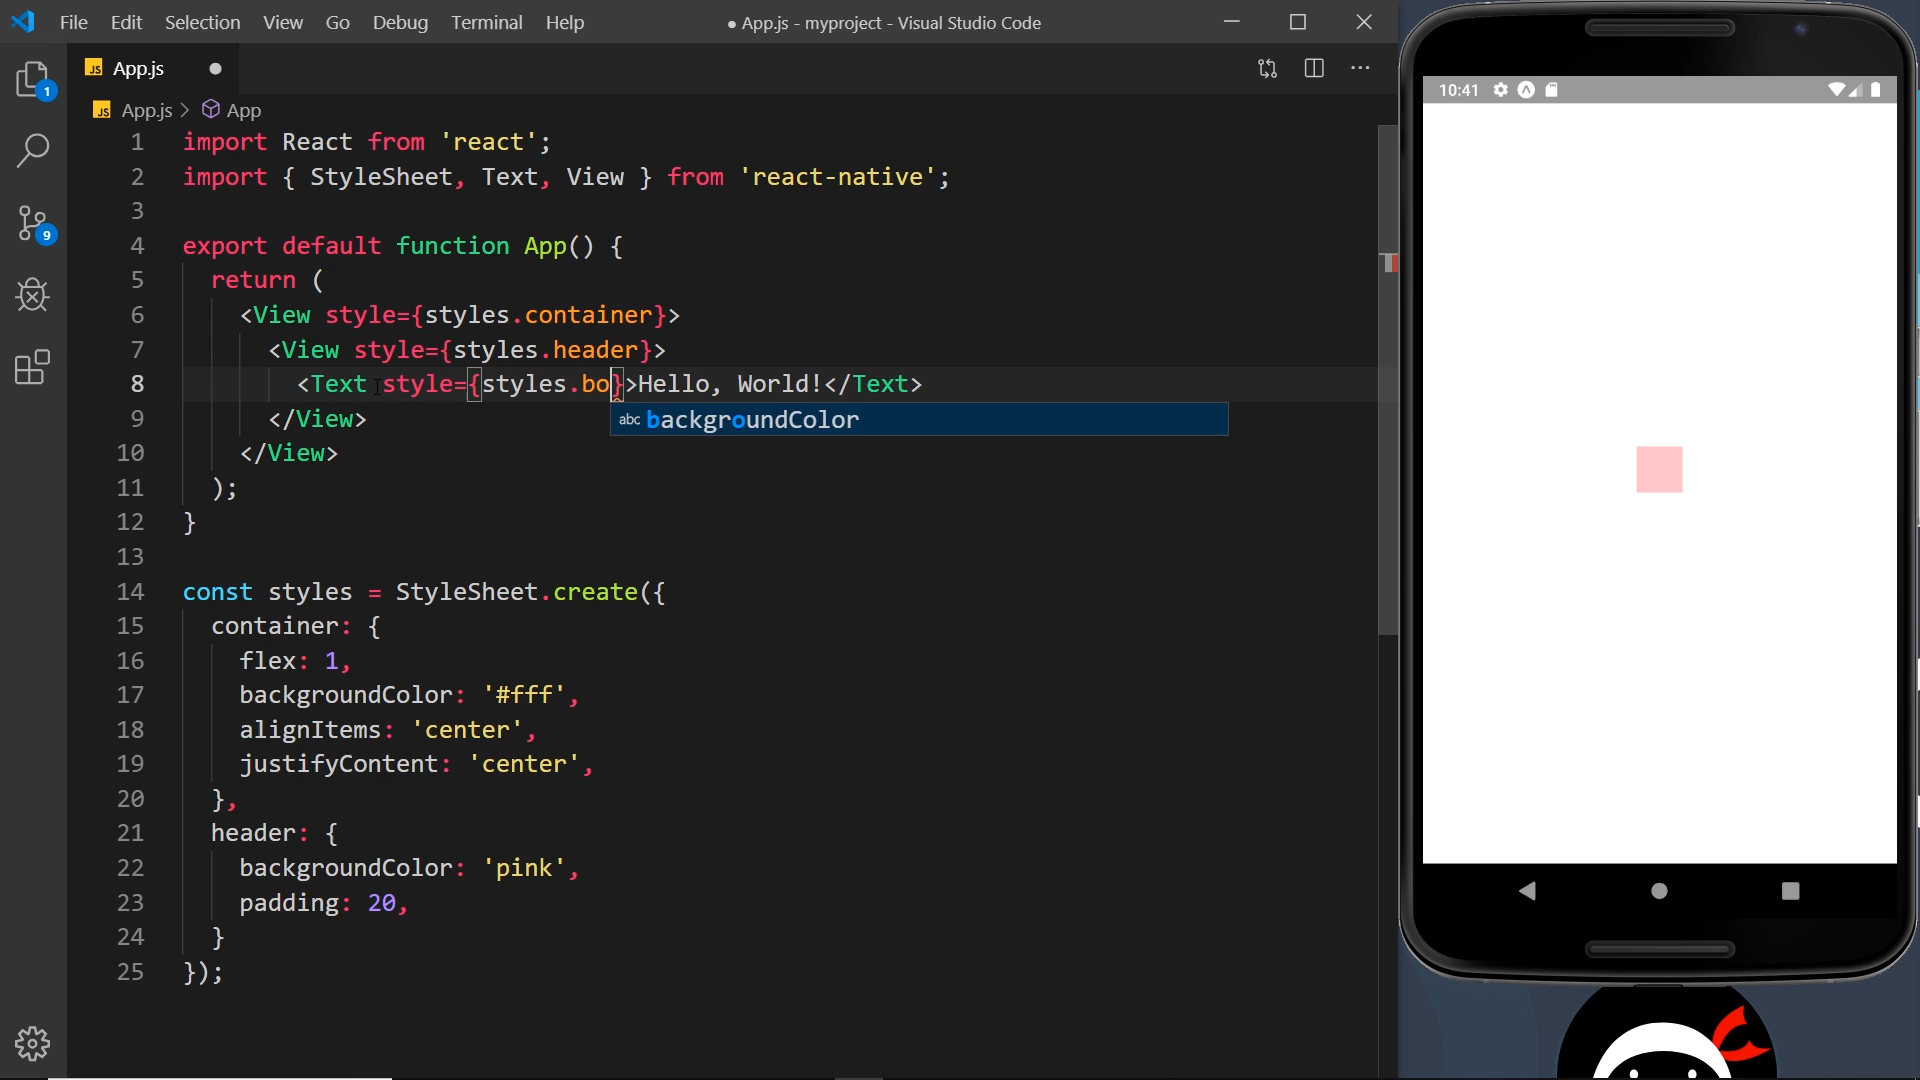 File Edit Selection View Go Debug Terminal Help
● App.js - myproject - Visual Studio Code
JS App.js
JS App.js > App
1 import React from 'react';
2 import { StyleSheet, Text, View } from 'react-native';
3
4 export default function App() {
5 return (
6 <View style={styles.container}>
7 <View style={styles.header}>
8 <Text style={styles.bo}>Hello, World!</Text>
abc backgroundColor
9 </View>
10 </View>
11 );
12 }
13
14 const styles = StyleSheet.create({
15 container: {
16 flex: 1,
17 backgroundColor: '#fff',
18 alignItems: 'center',
19 justifyContent: 'center',
20 },
21 header: {
22 backgroundColor: 'pink',
23 padding: 20,
24 }
25 });
1
9
10:41